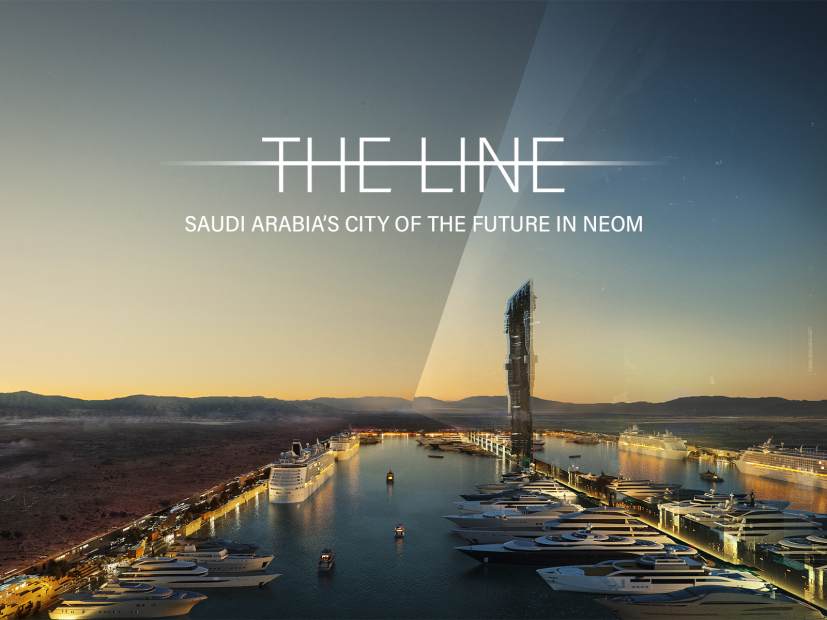 THE LINE
SAUDI ARABIA'S CITY OF THE FUTURE IN NEOM